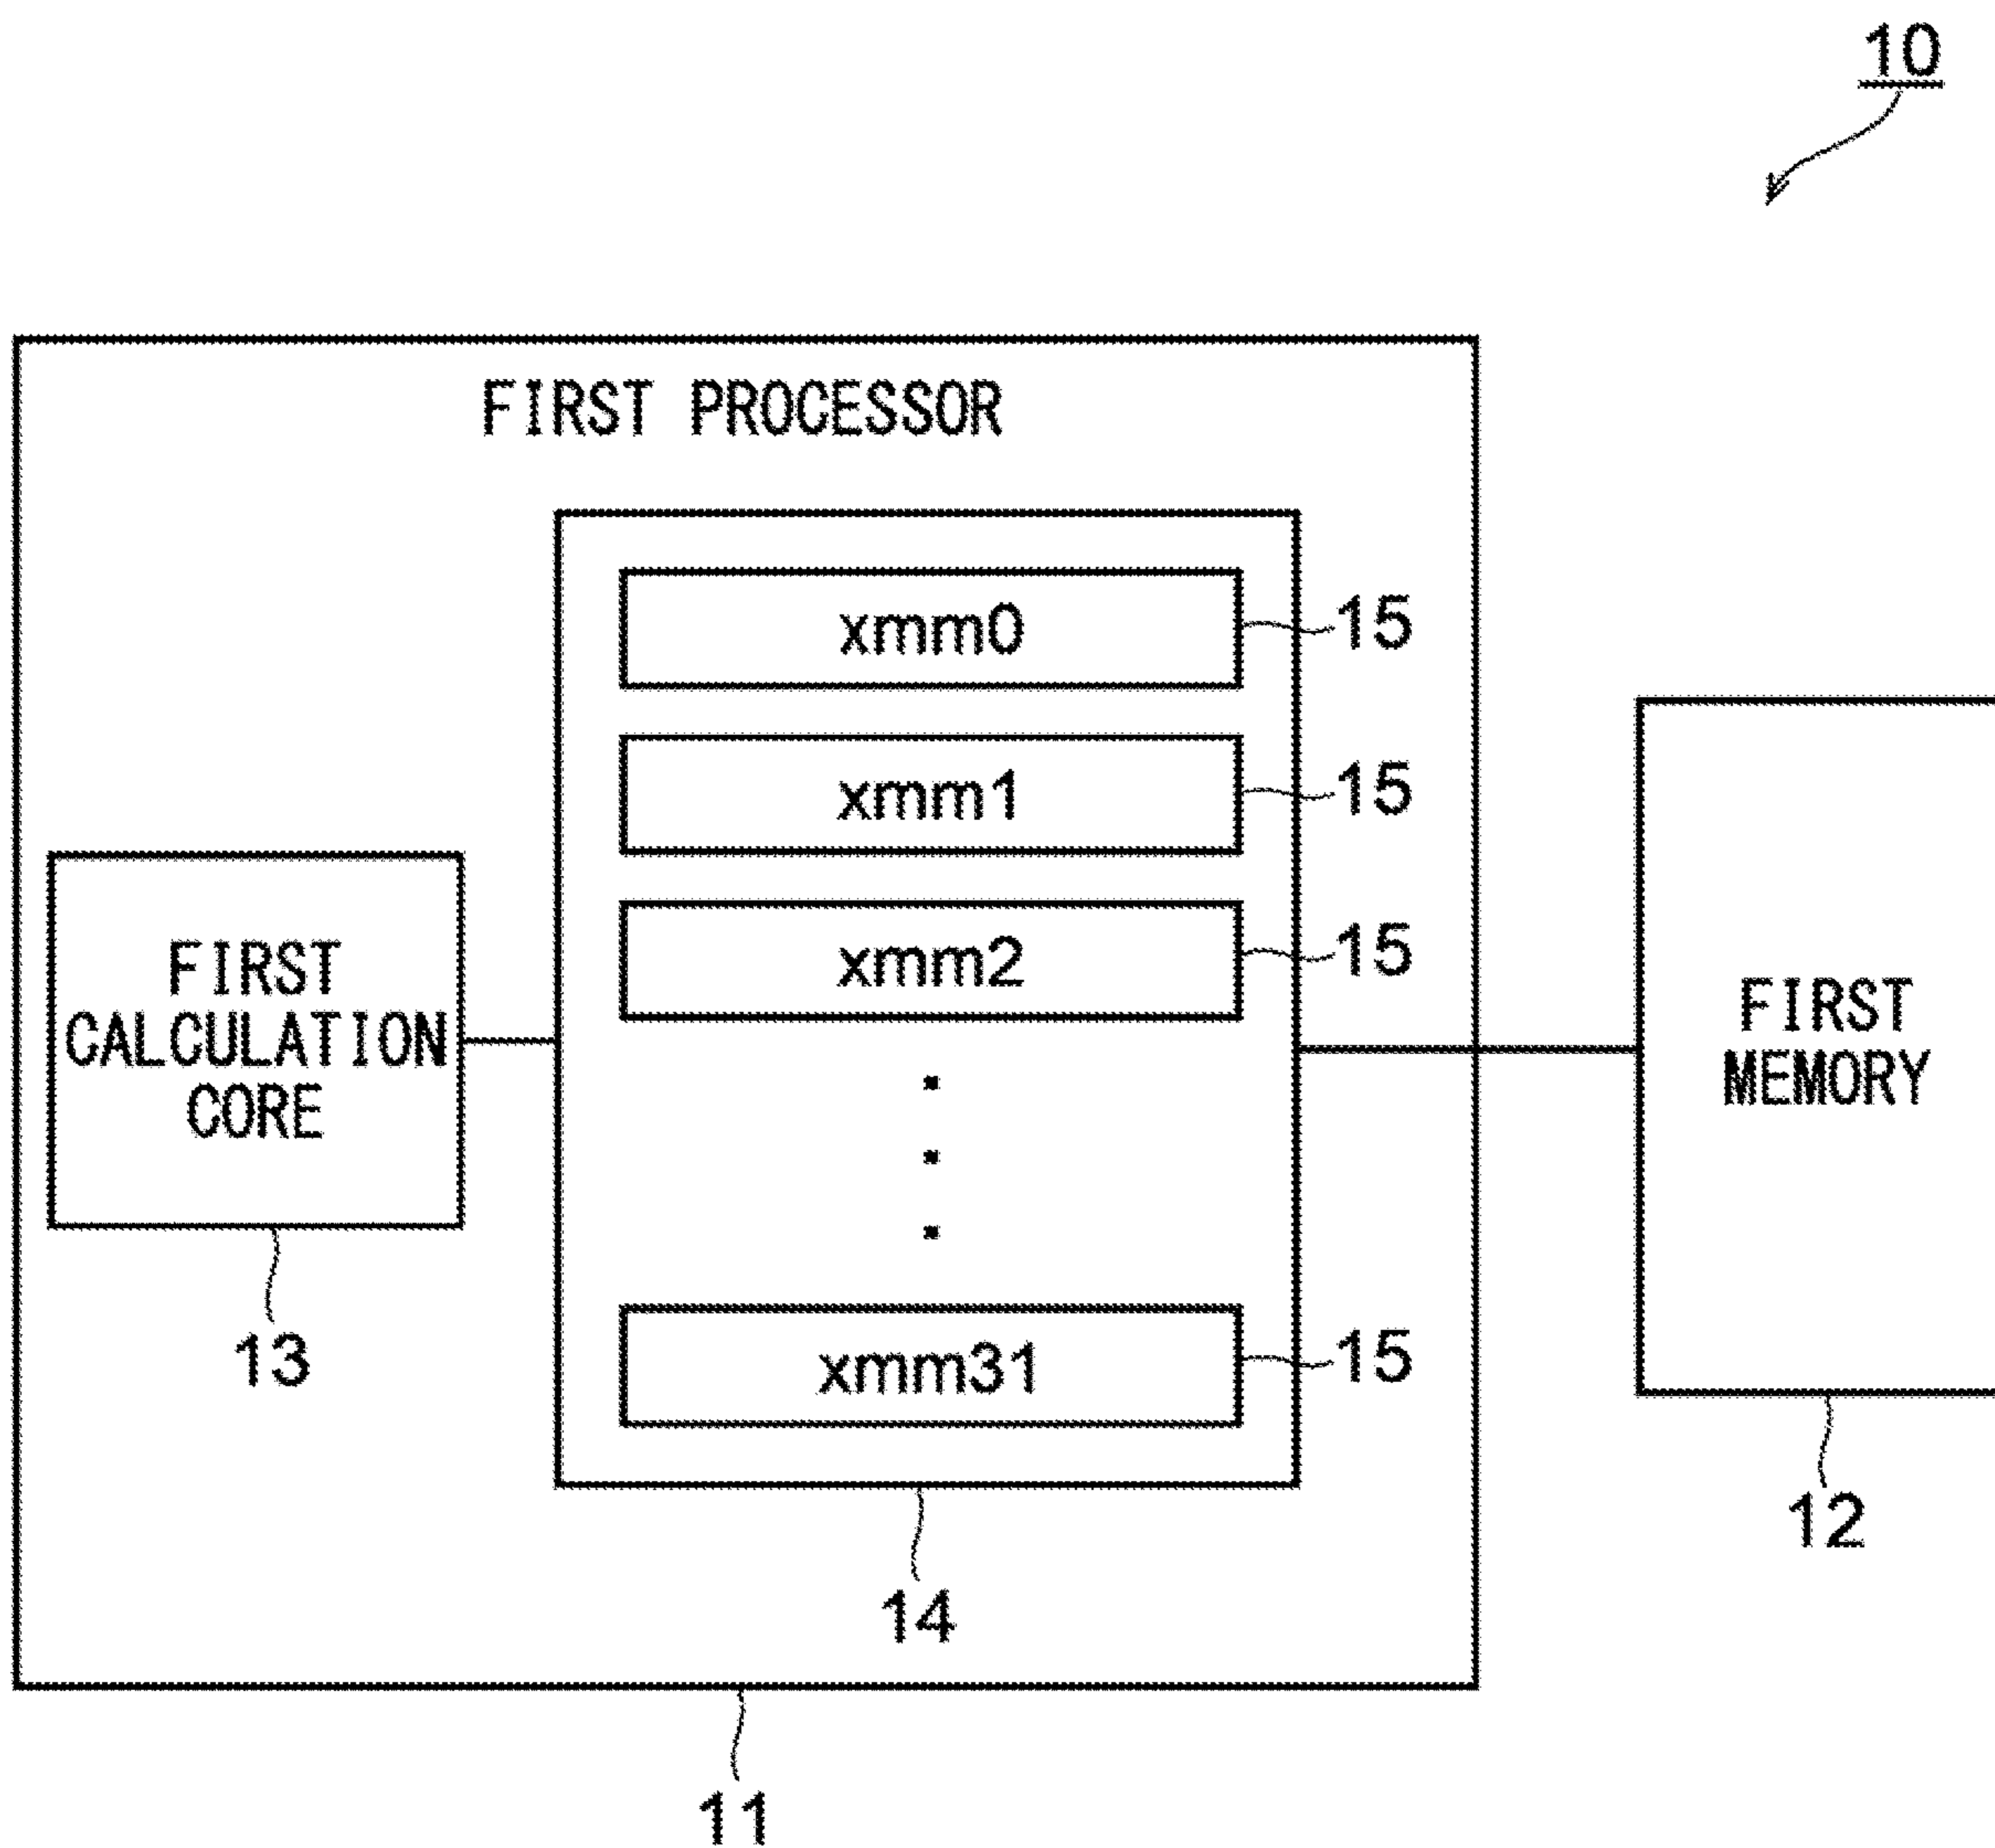 10
FIRST PROCESSOR
xmm0
15
xmm1
15
xmm2
15
FIRST
CALCULATION
CORE
FIRST
MEMORY
xmm31
15
13
12
14
11